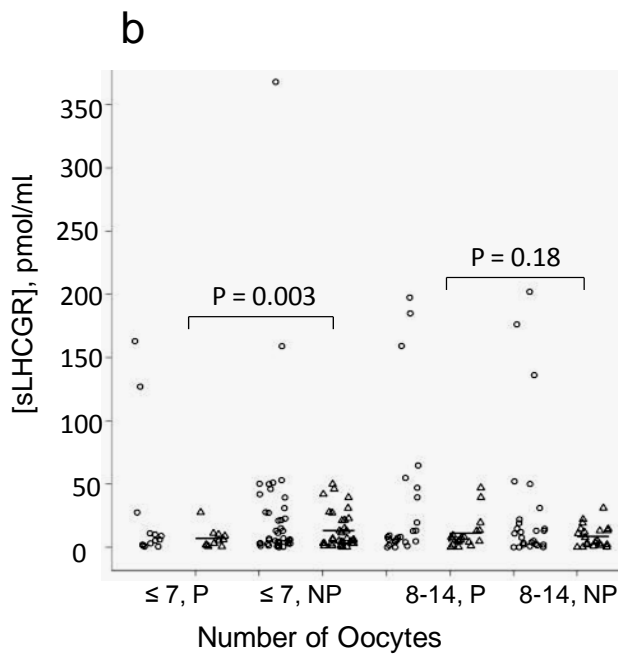 b
[sLHCGR], pmol/mL
350
300
250
200
150
100
50
0
P = 0.003
P = 0.18
≤ 7, P
≤ 7, NP
8-14, P
8-14, NP
Number of Oocytes